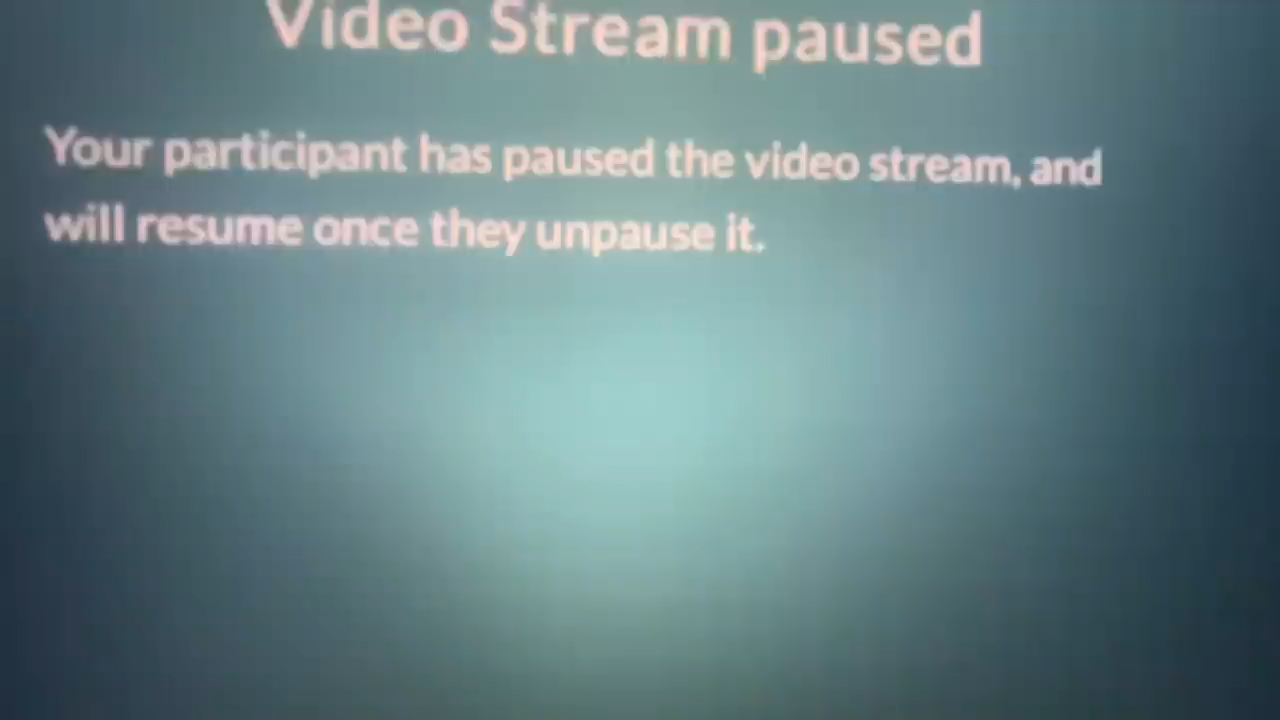 Video Stream paused
Your participant has paused the video stream, and
will resume once they unpause it.